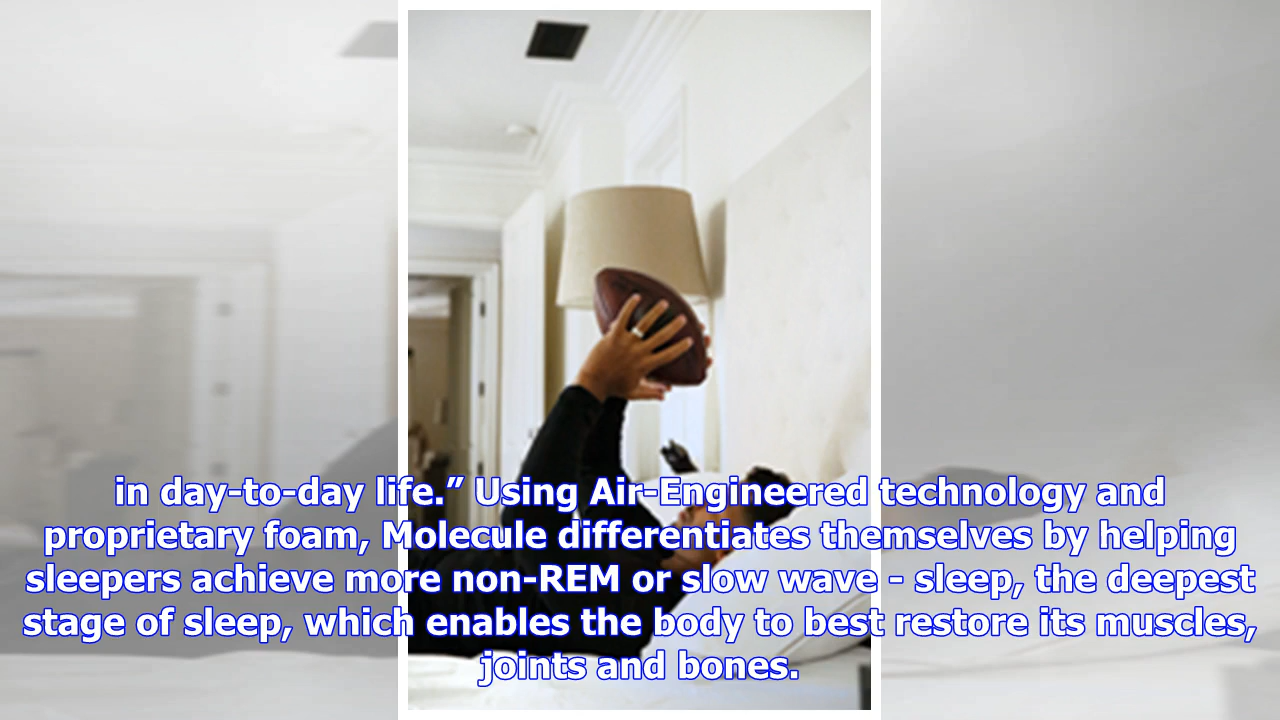 in day-to-day life.” Using Air-Engineered technology and
proprietary foam, Molecule differentiates themselves by helping
sleepers achieve more non-REM or slow wave - sleep, the deepest
stage of sleep, which enables the body to best restore its muscles,
joints and bones.